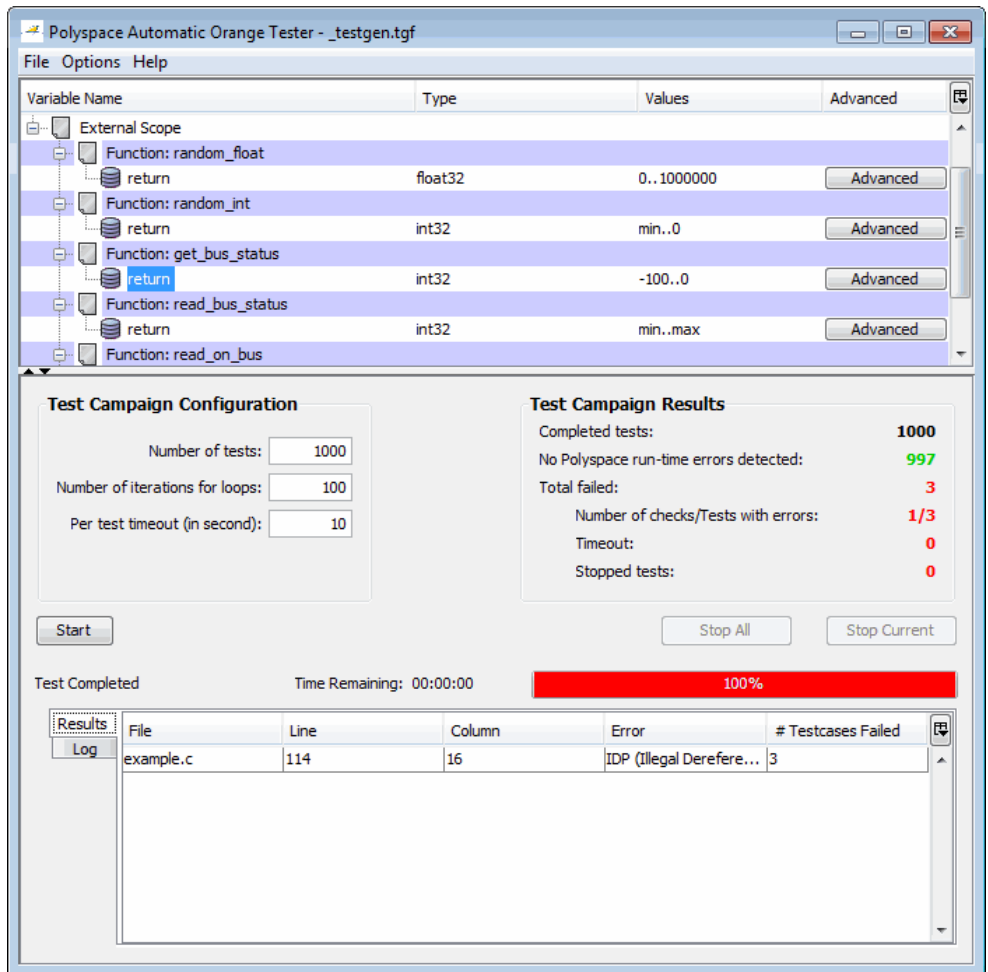 Polyspace Automatic Orange Tester - _testgen.tgf
File Options Help
Variable Name Type Values Advanced
External Scope
Function: random_float
return float32 0..1000000 Advanced
Function: random_int
return int32 min..0 Advanced
Function: get_bus_status
return int32 -100..0 Advanced
Function: read_bus_status
return int32 min..max Advanced
Function: read_on_bus
Test Campaign Configuration
Number of tests: 1000
Number of iterations for loops: 100
Per test timeout (in second): 10
Test Campaign Results
Completed tests: 1000
No Polyspace run-time errors detected: 997
Total failed: 3
Number of checks/Tests with errors: 1/3
Timeout: 0
Stopped tests: 0
Start Stop All Stop Current
Test Completed Time Remaining: 00:00:00 100%
Results
Log
File Line Column Error # Testcases Failed
example.c 114 16 IDP (Illegal Derefere... 3